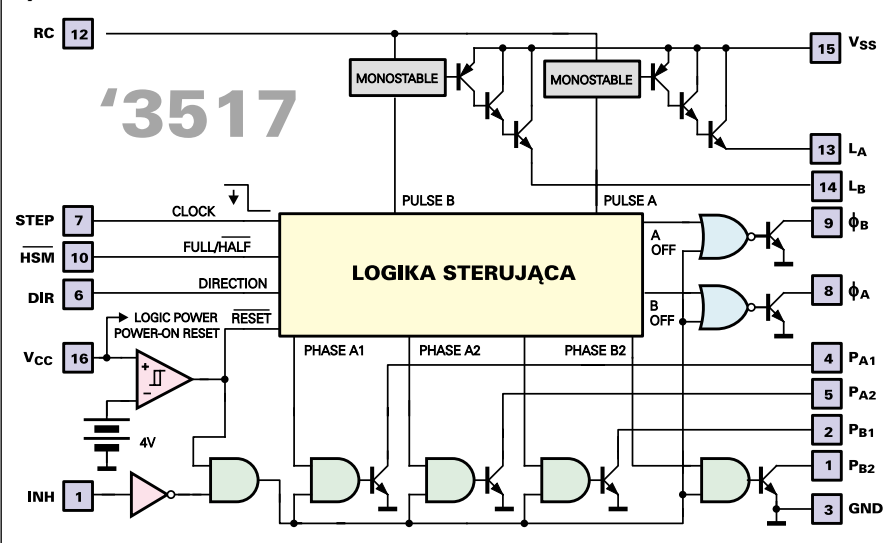 RC 12
15 VSS
MONOSTABLE
MONOSTABLE
‘3517
13 LA
14 LB
PULSE B
PULSE A
STEP 7 CLOCK
9 ϕB
A
OFF
HSM 10 FULL/HALF
LOGIKA STERUJĄCA
DIR 6 DIRECTION
8 ϕA
B
OFF
LOGIC POWER
POWER-ON RESET
RESET
VCC 16
PHASE A1
PHASE A2
PHASE B2
4 PA1
+
−
5 PA2
4V
2 PB1
1 PB2
INH 1
3 GND